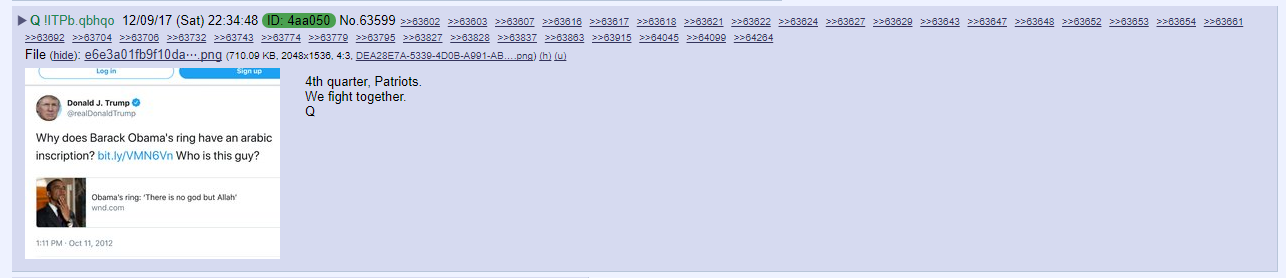 Q !ITPb.qbhqo 12/09/17 (Sat) 22:34:48 ID: 4aa050 No.63599 >>63602 >>63603 >>63607 >>63616 >>63617 >>63618 >>63621 >>63622 >>63624 >>63627 >>63629 >>63643 >>63647 >>63648 >>63652 >>63653 >>63654 >>63661
>>63692 >>63704 >>63706 >>63732 >>63743 >>63774 >>63779 >>63795 >>63827 >>63828 >>63837 >>63863 >>63915 >>64045 >>64099 >>64264
File (hide): e6e3a01fb9f10da⋯.png (710.09 KB, 2048x1536, 4:3, DEA28E7A-5339-4D0B-A991-AB….png) (h) (u)
Log in Sign up
Donald J. Trump
@realDonaldTrump
Why does Barack Obama's ring have an arabic
inscription? bit.ly/VMN6Vn Who is this guy?
Obama's ring: 'There is no god but Allah'
wnd.com
1:11 PM · Oct 11, 2012
4th quarter, Patriots.
We fight together.
Q